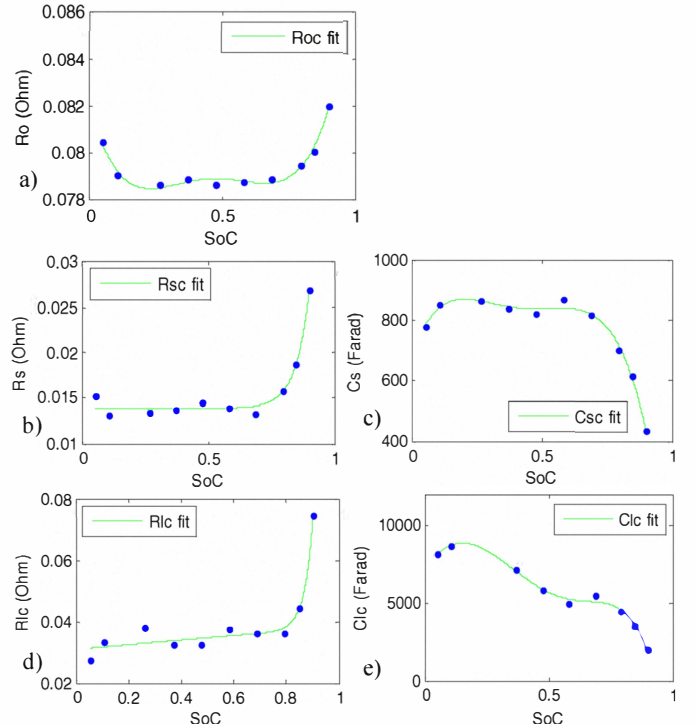 0.086
0.084
0.082
0.08
0.078
Ro (Ohm)
Roc fit
a)
0
0.5
1
SoC
0.03
0.025
0.02
0.015
0.01
Rs (Ohm)
Rsc fit
b)
0
0.5
1
SoC
1000
800
600
400
Cs (Farad)
c)
Csc fit
0
0.5
1
SoC
0.08
0.06
0.04
0.02
Rlc (Ohm)
Rlc fit
d)
0
0.2
0.4
0.6
0.8
1
SoC
10000
5000
0
Clc (Farad)
Clc fit
e)
0
0.5
1
SoC